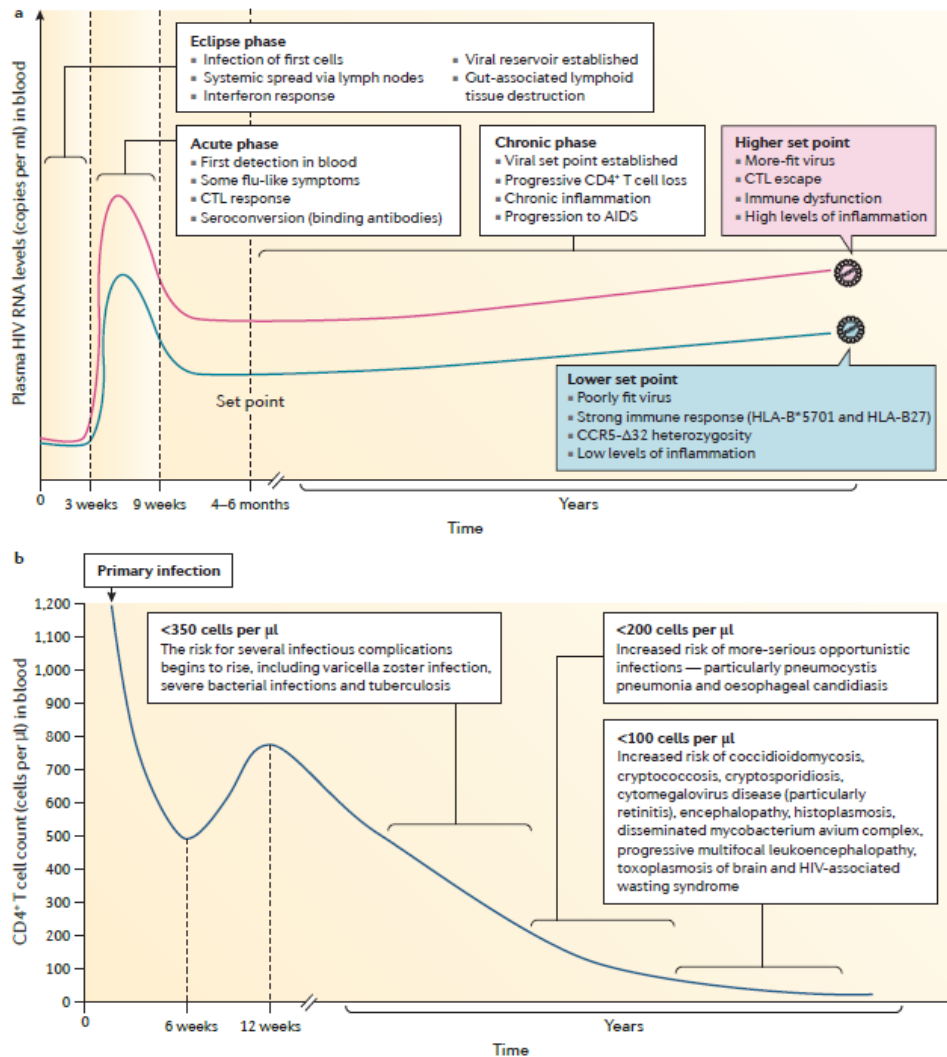 a
Plasma HIV RNA levels (copies per ml) in blood
Eclipse phase
▪ Infection of first cells
▪ Systemic spread via lymph nodes
▪ Interferon response
▪ Viral reservoir established
▪ Gut-associated lymphoid
tissue destruction
Acute phase
▪ First detection in blood
▪ Some flu-like symptoms
▪ CTL response
▪ Seroconversion (binding antibodies)
Chronic phase
▪ Viral set point established
▪ Progressive CD4⁺ T cell loss
▪ Chronic inflammation
▪ Progression to AIDS
Higher set point
▪ More-fit virus
▪ CTL escape
▪ Immune dysfunction
▪ High levels of inflammation
Set point
Lower set point
▪ Poorly fit virus
▪ Strong immune response (HLA-B*5701 and HLA-B27)
▪ CCR5-Δ32 heterozygosity
▪ Low levels of inflammation
0
3 weeks
9 weeks
4–6 months
Years
Time
b
Primary infection
CD4⁺ T cell count (cells per µl) in blood
1,200
1,100
1,000
900
800
700
600
500
400
300
200
100
0
<350 cells per µl
The risk for several infectious complications
begins to rise, including varicella zoster infection,
severe bacterial infections and tuberculosis
<200 cells per µl
Increased risk of more-serious opportunistic
infections — particularly pneumocystis
pneumonia and oesophageal candidiasis
<100 cells per µl
Increased risk of coccidioidomycosis,
cryptococcosis, cryptosporidiosis,
cytomegalovirus disease (particularly
retinitis), encephalopathy, histoplasmosis,
disseminated mycobacterium avium complex,
progressive multifocal leukoencephalopathy,
toxoplasmosis of brain and HIV-associated
wasting syndrome
0
6 weeks
12 weeks
Years
Time